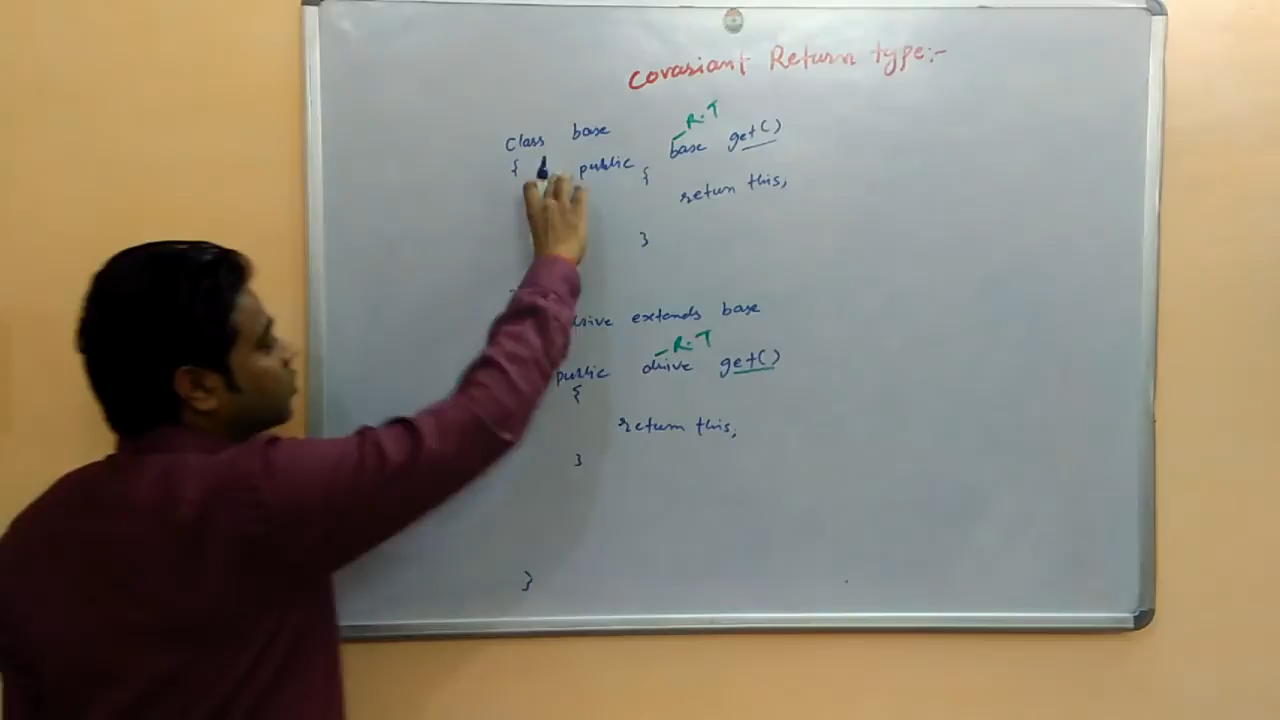 Covariant Return type:-
R.T
Class base
{ public base get()
{
return this;
}
extends base
R.T
public drive get()
{
return this;
}
}